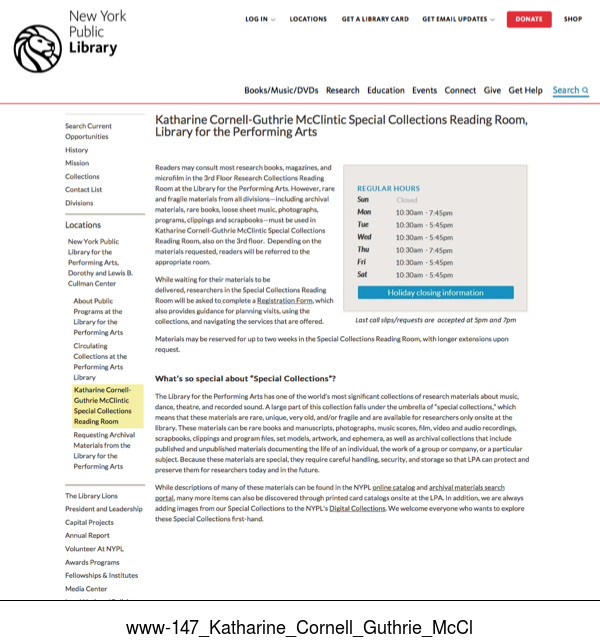 New York
Public
Library
LOG IN
LOCATIONS
GET A LIBRARY CARD
GET EMAIL UPDATES
DONATE
SHOP
Books/Music/DVDs Research Education Events Connect Give Get Help Search
Search Current
Opportunities
History
Mission
Collections
Contact List
Divisions
Locations
New York Public
Library for the
Performing Arts,
Dorothy and Lewis B.
Cullman Center
About Public
Programs at the
Library for the
Performing Arts
Circulating
Collections at the
Performing Arts
Library
Katharine Cornell-
Guthrie McClintic
Special Collections
Reading Room
Requesting Archival
Materials from the
Library for the
Performing Arts
The Library Lions
President and Leadership
Capital Projects
Annual Report
Volunteer At NYPL
Awards Programs
Fellowships & Institutes
Media Center
Katharine Cornell-Guthrie McClintic Special Collections Reading Room,
Library for the Performing Arts
Readers may consult most research books, magazines, and
microfilm in the 3rd Floor Research Collections Reading
Room at the Library for the Performing Arts. However, rare
and fragile materials from all divisions—including archival
materials, rare books, loose sheet music, photographs,
programs, clippings and scrapbooks—must be used in
Katharine Cornell-Guthrie McClintic Special Collections
Reading Room, also on the 3rd floor. Depending on the
materials requested, readers will be referred to the
appropriate room.
While waiting for their materials to be
delivered, researchers in the Special Collections Reading
Room will be asked to complete a Registration Form, which
also provides guidance for planning visits, using the
collections, and navigating the services that are offered.
REGULAR HOURS
Sun Closed
Mon 10:30am - 7:45pm
Tue 10:30am - 5:45pm
Wed 10:30am - 5:45pm
Thu 10:30am - 7:45pm
Fri 10:30am - 5:45pm
Sat 10:30am - 5:45pm
Holiday closing information
Last call slips/requests are accepted at 5pm and 7pm
Materials may be reserved for up to two weeks in the Special Collections Reading Room, with longer extensions upon
request.
What's so special about "Special Collections"?
The Library for the Performing Arts has one of the world's most significant collections of research materials about music,
dance, theatre, and recorded sound. A large part of this collection falls under the umbrella of "special collections," which
means that these materials are rare, unique, very old, and/or fragile and are available for researchers only onsite at the
library. These materials can be rare books and manuscripts, photographs, music scores, film, video and audio recordings,
scrapbooks, clippings and program files, set models, artwork, and ephemera, as well as archival collections that include
published and unpublished materials documenting the life of an individual, the work of a group or company, or a particular
subject. Because these materials are special, they require careful handling, security, and storage so that LPA can protect and
preserve them for researchers today and in the future.
While descriptions of many of these materials can be found in the NYPL online catalog and archival materials search
portal, many more items can also be discovered through printed card catalogs onsite at the LPA. In addition, we are always
adding images from our Special Collections to the NYPL's Digital Collections. We welcome everyone who wants to explore
these Special Collections first-hand.
www-147_Katharine_Cornell_Guthrie_McCl